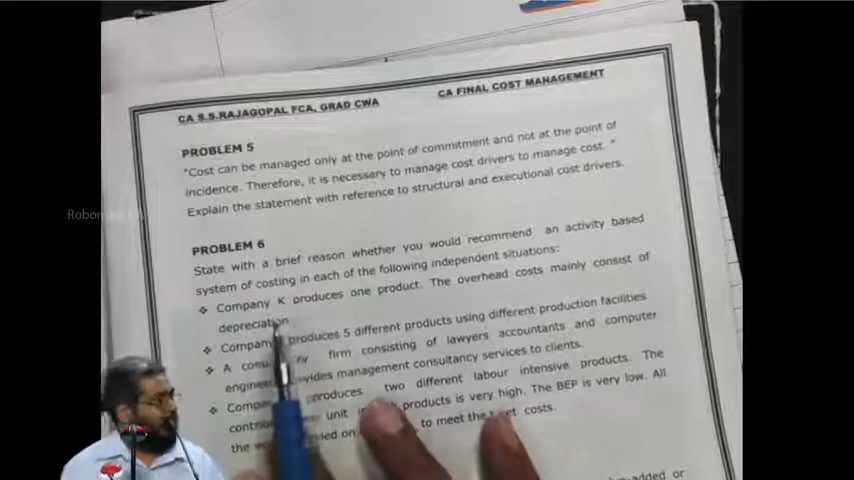 CA S.S.RAJAGOPAL FCA, GRAD CWA
CA FINAL COST MANAGEMENT
PROBLEM 5
"Cost can be managed only at the point of commitment and not at the point of
incidence. Therefore, it is necessary to manage cost drivers to manage cost. "
Explain the statement with reference to structural and executional cost drivers.
PROBLEM 6
State with a brief reason whether you would recommend an activity based
system of costing in each of the following independent situations:
❖ Company K produces one product. The overhead costs mainly consist of
depreciation
❖ Company produces 5 different products using different production facilities
❖ A firm consisting of lawyers accountants and computer
provides management consultancy services to clients.
❖ produces two different labour intensive products. The
unit products is very high. The BEP is very low. All
the on to meet the costs.
or